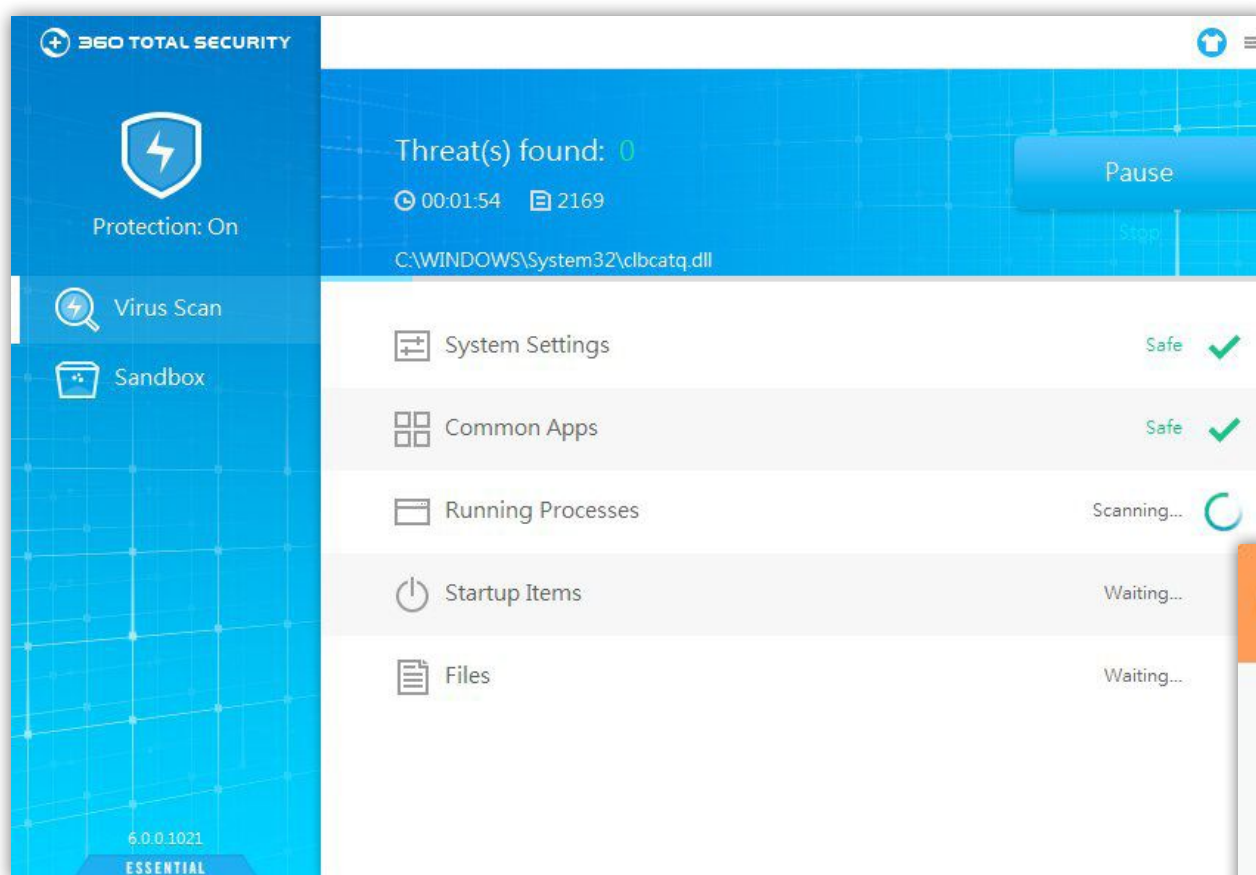 360 TOTAL SECURITY
Protection: On
Virus Scan
Sandbox
6.0.0.1021
ESSENTIAL
Threat(s) found: 0
00:01:54 2169
C:\WINDOWS\System32\clbcatq.dll
Pause
Stop
System Settings Safe
Common Apps Safe
Running Processes Scanning...
Startup Items Waiting...
Files Waiting...